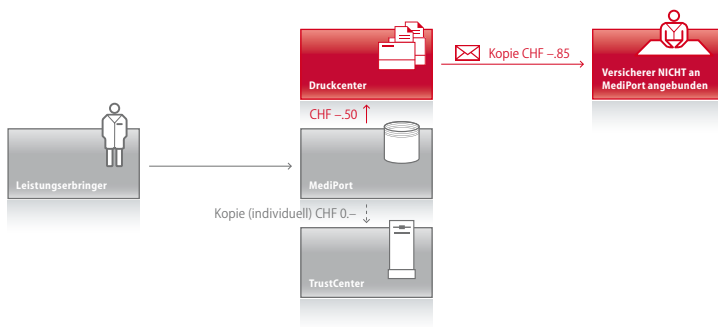 Kopie CHF –.85
Druckcenter
Versicherer NICHT an
MediPort angebunden
CHF –.50
Leistungserbringer
MediPort
Kopie (individuell) CHF 0.–
TrustCenter